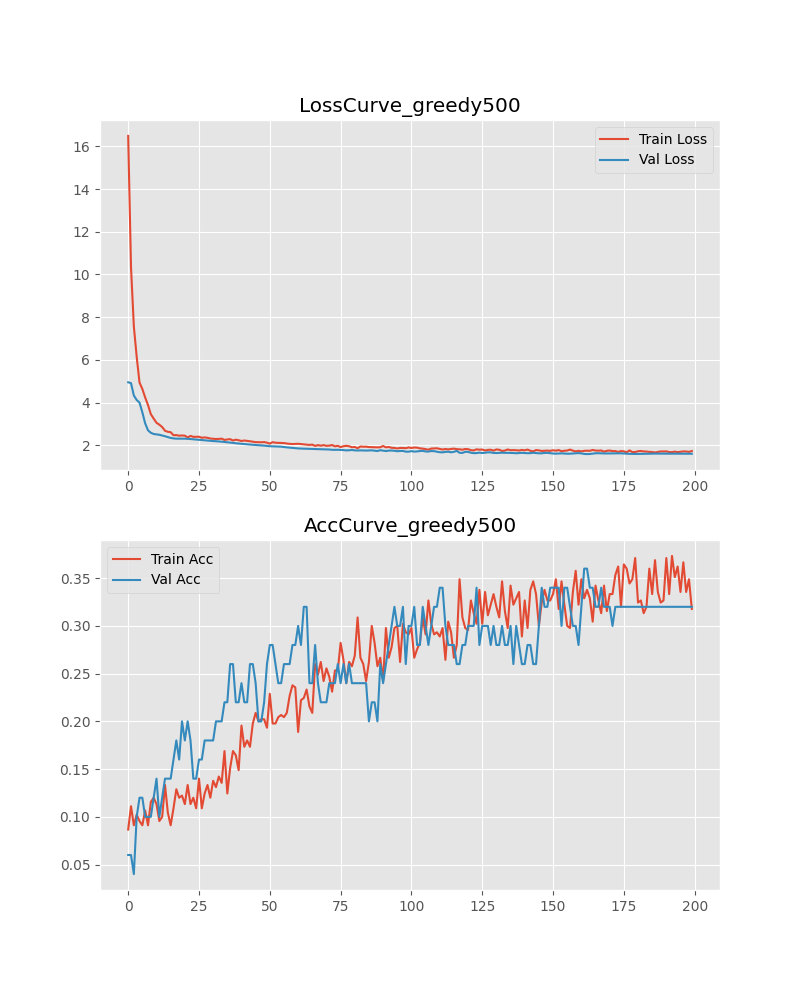 LossCurve_greedy500
Train Loss
Val Loss
16
14
12
10
8
6
4
2
0 25 50 75 100 125 150 175 200
AccCurve_greedy500
Train Acc
Val Acc
0.35
0.30
0.25
0.20
0.15
0.10
0.05
0 25 50 75 100 125 150 175 200